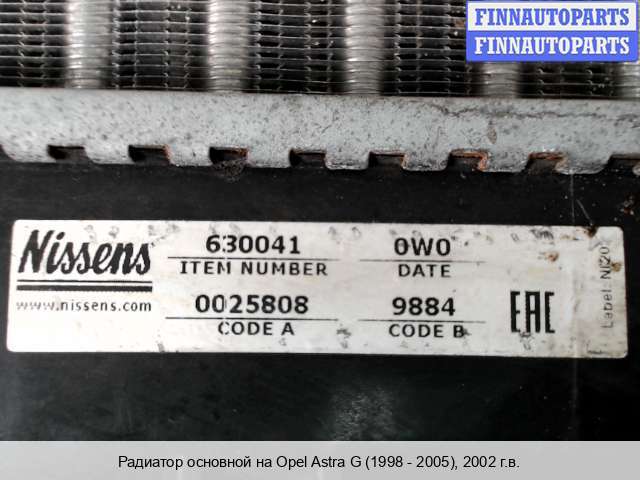 FINNAUTOPARTS
FINNAUTOPARTS
Nissens 630041 0W0
ITEM NUMBER DATE
www.nissens.com 0025808 9884
CODE A CODE B
EAC
Label: NI20
Радиатор основной на Opel Astra G (1998 - 2005), 2002 г.в.